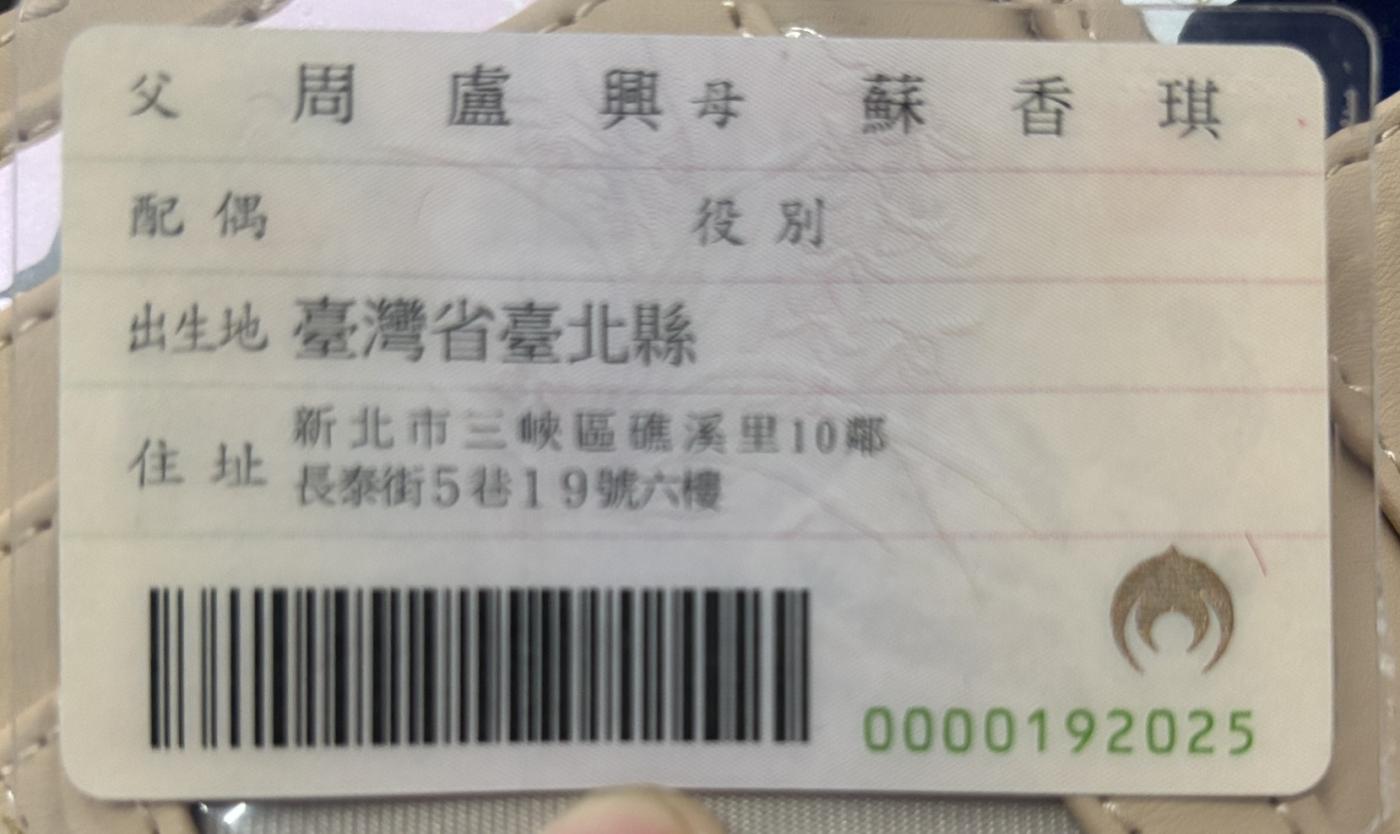 父 周盧興 母 蘇香琪
配偶 役別
出生地 臺灣省臺北縣
住址 新北市三峽區礁溪里10鄰
長泰街5巷19號六樓
0000192025